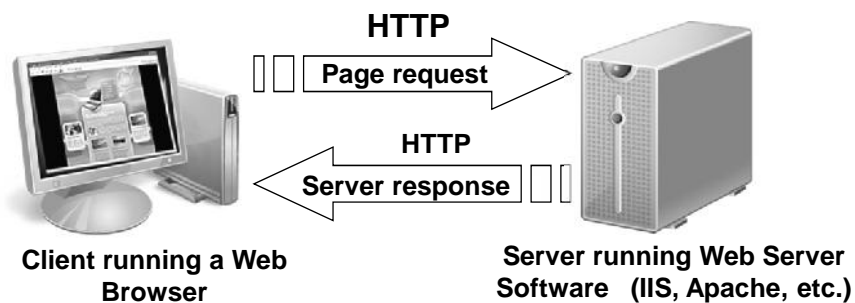 HTTP
Page request
HTTP
Server response
Client running a Web
Browser
Server running Web Server
Software (IIS, Apache, etc.)